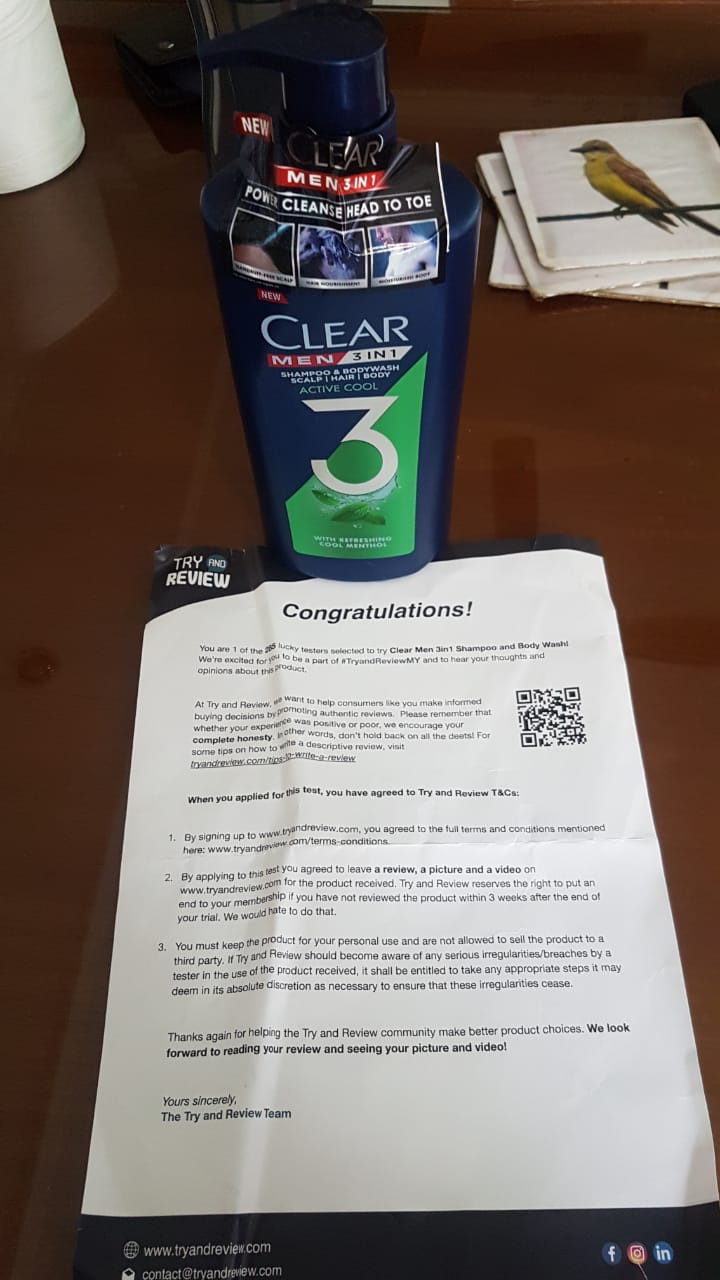 NEW
CLEAR
MEN 3 IN 1
POWER CLEANSE HEAD TO TOE
DANDRUFF-FREE SCALP
HAIR NOURISHMENT
MOISTURISED BODY
NEW
CLEAR
MEN 3 IN 1
SHAMPOO & BODYWASH
SCALP | HAIR | BODY
ACTIVE COOL
3
WITH REFRESHING
COOL MENTHOL
TRY AND
REVIEW
Congratulations!
You are 1 of the 285 lucky testers selected to try Clear Men 3in1 Shampoo and Body Wash!
We're excited for you to be a part of #TryandReviewMY and to hear your thoughts and
opinions about this product.
At Try and Review, we want to help consumers like you make informed
buying decisions by promoting authentic reviews. Please remember that
whether your experience was positive or poor, we encourage your
complete honesty. In other words, don't hold back on all the deets! For
some tips on how to write a descriptive review, visit
tryandreview.com/tips-to-write-a-review
When you applied for this test, you have agreed to Try and Review T&Cs:
1. By signing up to www.tryandreview.com, you agreed to the full terms and conditions mentioned
here: www.tryandreview.com/terms-conditions.
2. By applying to this test you agreed to leave a review, a picture and a video on
www.tryandreview.com for the product received. Try and Review reserves the right to put an
end to your membership if you have not reviewed the product within 3 weeks after the end of
your trial. We would hate to do that.
3. You must keep the product for your personal use and are not allowed to sell the product to a
third party. If Try and Review should become aware of any serious irregularities/breaches by a
tester in the use of the product received, it shall be entitled to take any appropriate steps it may
deem in its absolute discretion as necessary to ensure that these irregularities cease.
Thanks again for helping the Try and Review community make better product choices. We look
forward to reading your review and seeing your picture and video!
Yours sincerely,
The Try and Review Team
www.tryandreview.com
contact@tryandreview.com
f
in